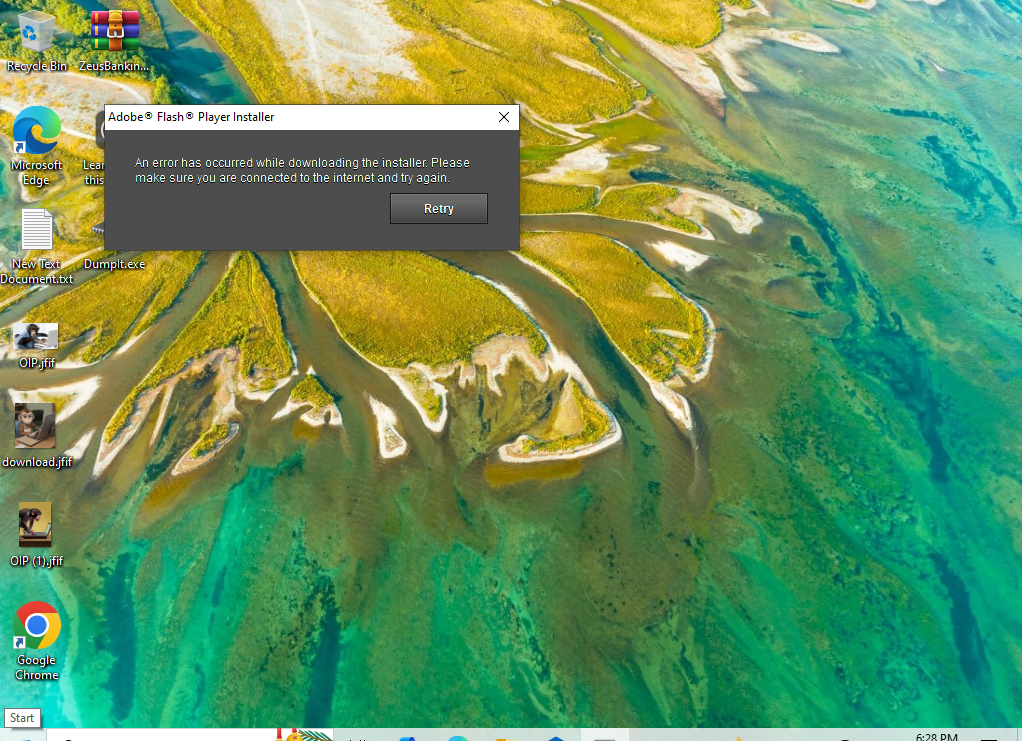 Recycle Bin
ZeusBankin...
Adobe® Flash® Player Installer
An error has occurred while downloading the installer. Please
make sure you are connected to the internet and try again.
Retry
Microsoft
Edge
Lear
this
New Text
Document.txt
DumpIt.exe
OIP.jfif
download.jfif
OIP (1).jfif
Google
Chrome
Start
6:28 PM